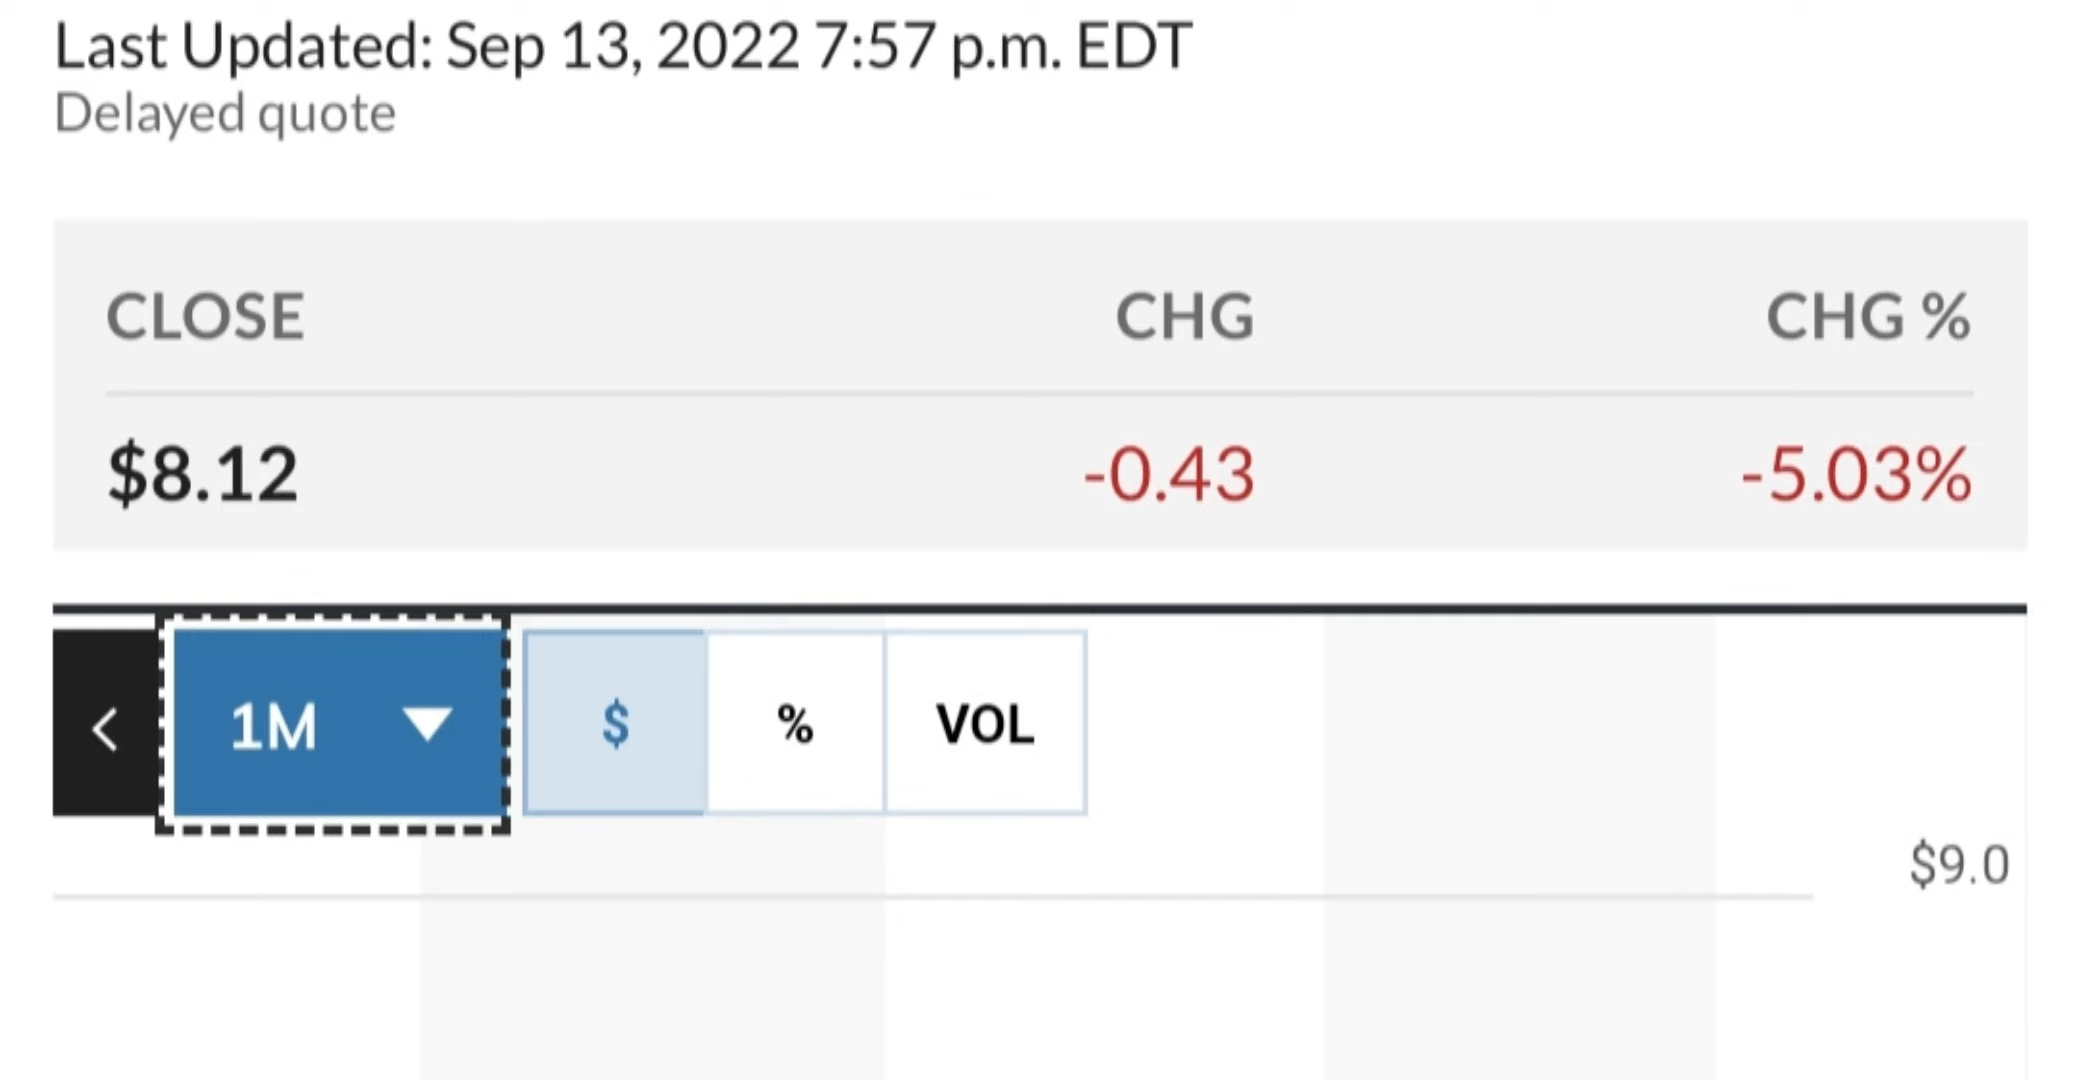 Last Updated: Sep 13, 2022 7:57 p.m. EDT
Delayed quote
CLOSE CHG CHG %
$8.12 -0.43 -5.03%
1M $ % VOL
$9.0